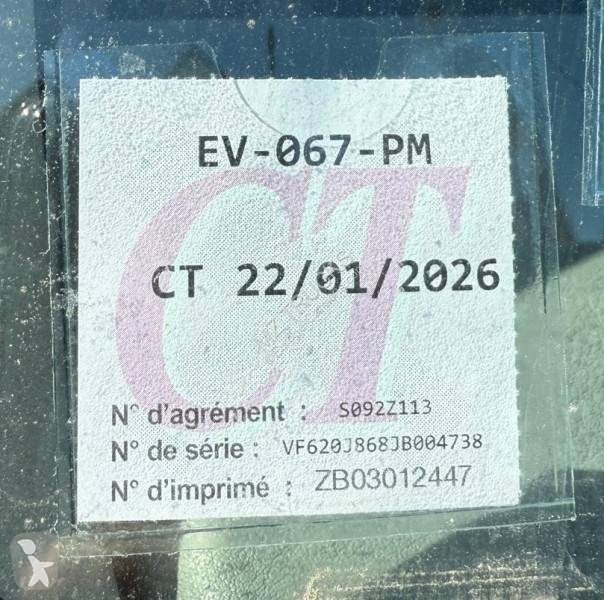 EV-067-PM
CT
CT 22/01/2026
N° d'agrément : S092Z113
N° de série : VF620J868JB004738
N° d'imprimé : ZB03012447